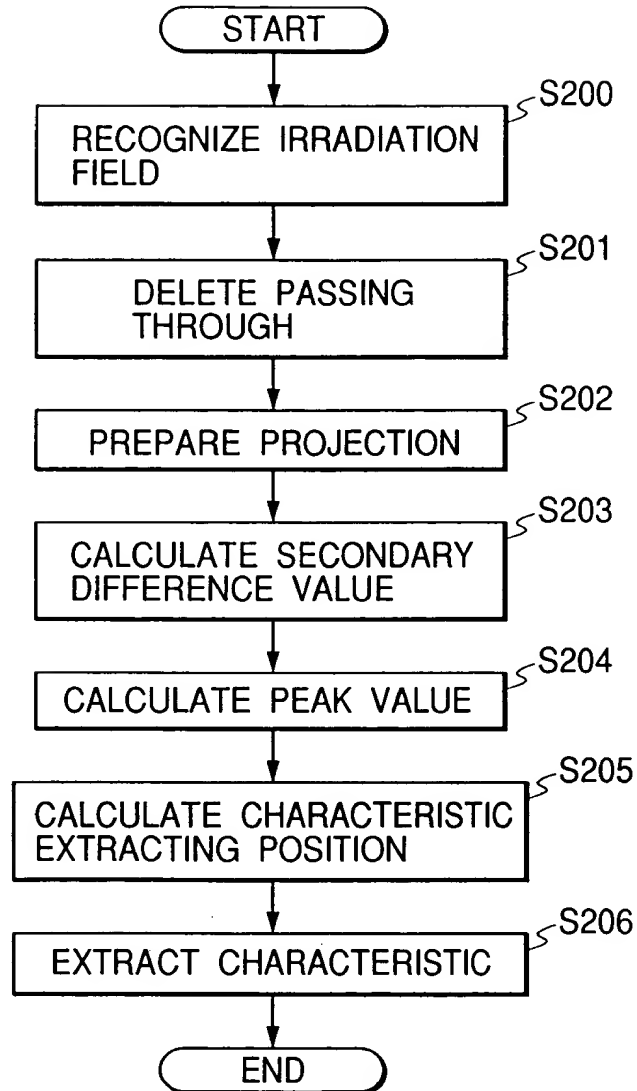 START
S200
RECOGNIZE IRRADIATION
FIELD
S201
DELETE PASSING
THROUGH
S202
PREPARE PROJECTION
S203
CALCULATE SECONDARY
DIFFERENCE VALUE
S204
CALCULATE PEAK VALUE
S205
CALCULATE CHARACTERISTIC
EXTRACTING POSITION
S206
EXTRACT CHARACTERISTIC
END